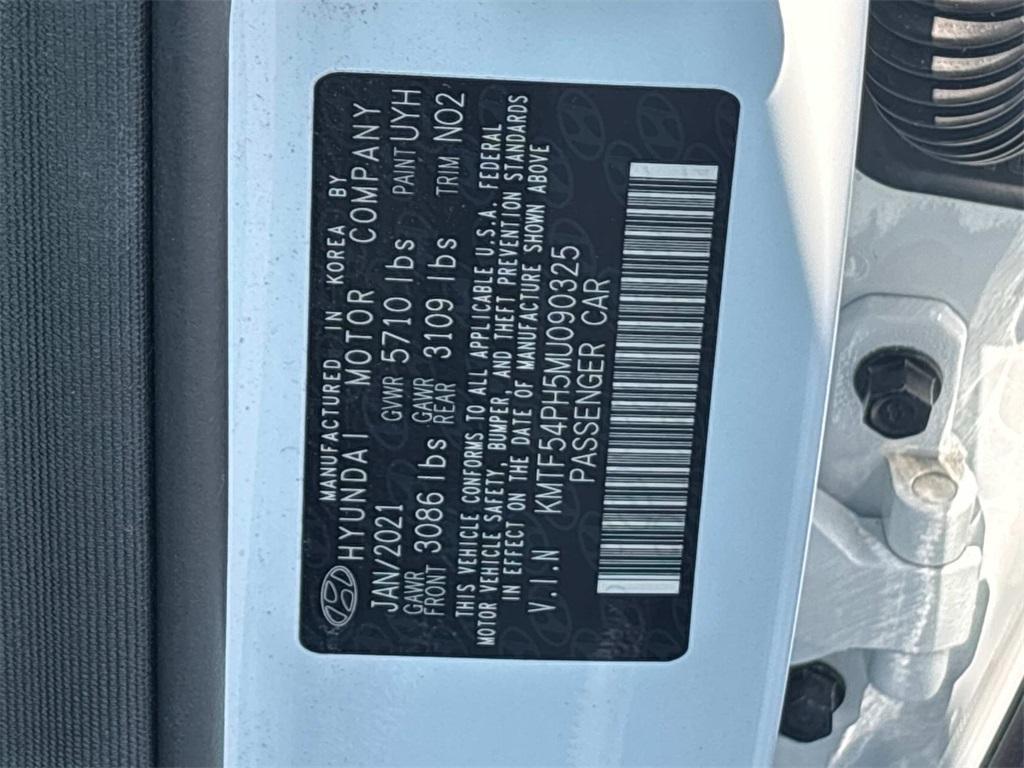 MANUFACTURED IN KOREA BY
HYUNDAI MOTOR COMPANY
JAN/2021 GVWR 5710 lbs PAINT UYH
GAWR FRONT 3086 lbs GAWR REAR 3109 lbs TRIM NO2
THIS VEHICLE CONFORMS TO ALL APPLICABLE U.S.A. FEDERAL
MOTOR VEHICLE SAFETY, BUMPER, AND THEFT PREVENTION STANDARDS
IN EFFECT ON THE DATE OF MANUFACTURE SHOWN ABOVE
V.I.N KMTF54PH5MU090325
PASSENGER CAR